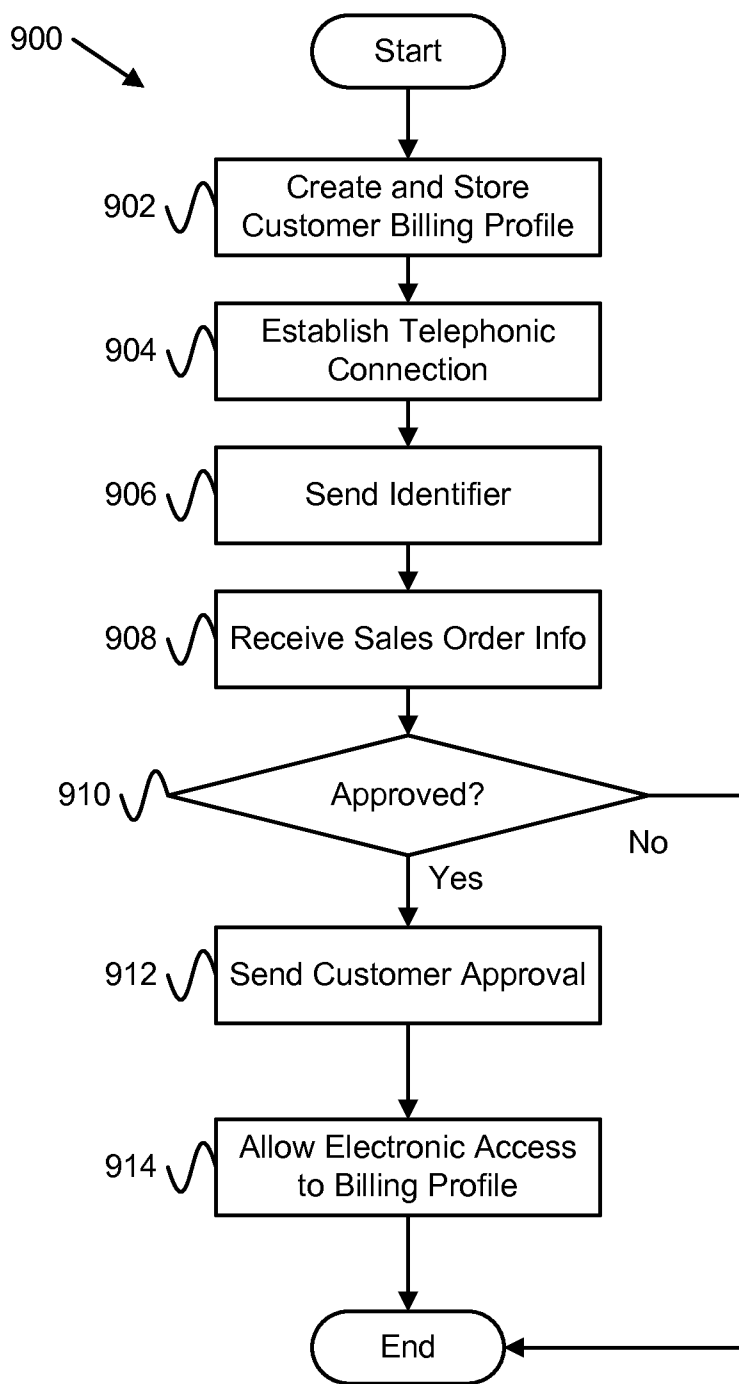 900
Start
902
Create and Store
Customer Billing Profile
904
Establish Telephonic
Connection
906
Send Identifier
908
Receive Sales Order Info
910
Approved?
No
Yes
912
Send Customer Approval
914
Allow Electronic Access
to Billing Profile
End